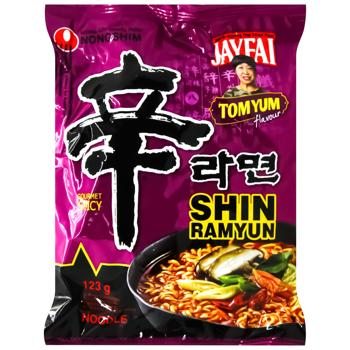 NONGSHIM
JAYFAI
TOM YUM
flavour
辛
라면
GOURMET
SPICY
SHIN
RAMYUN
123 g
NOODLE